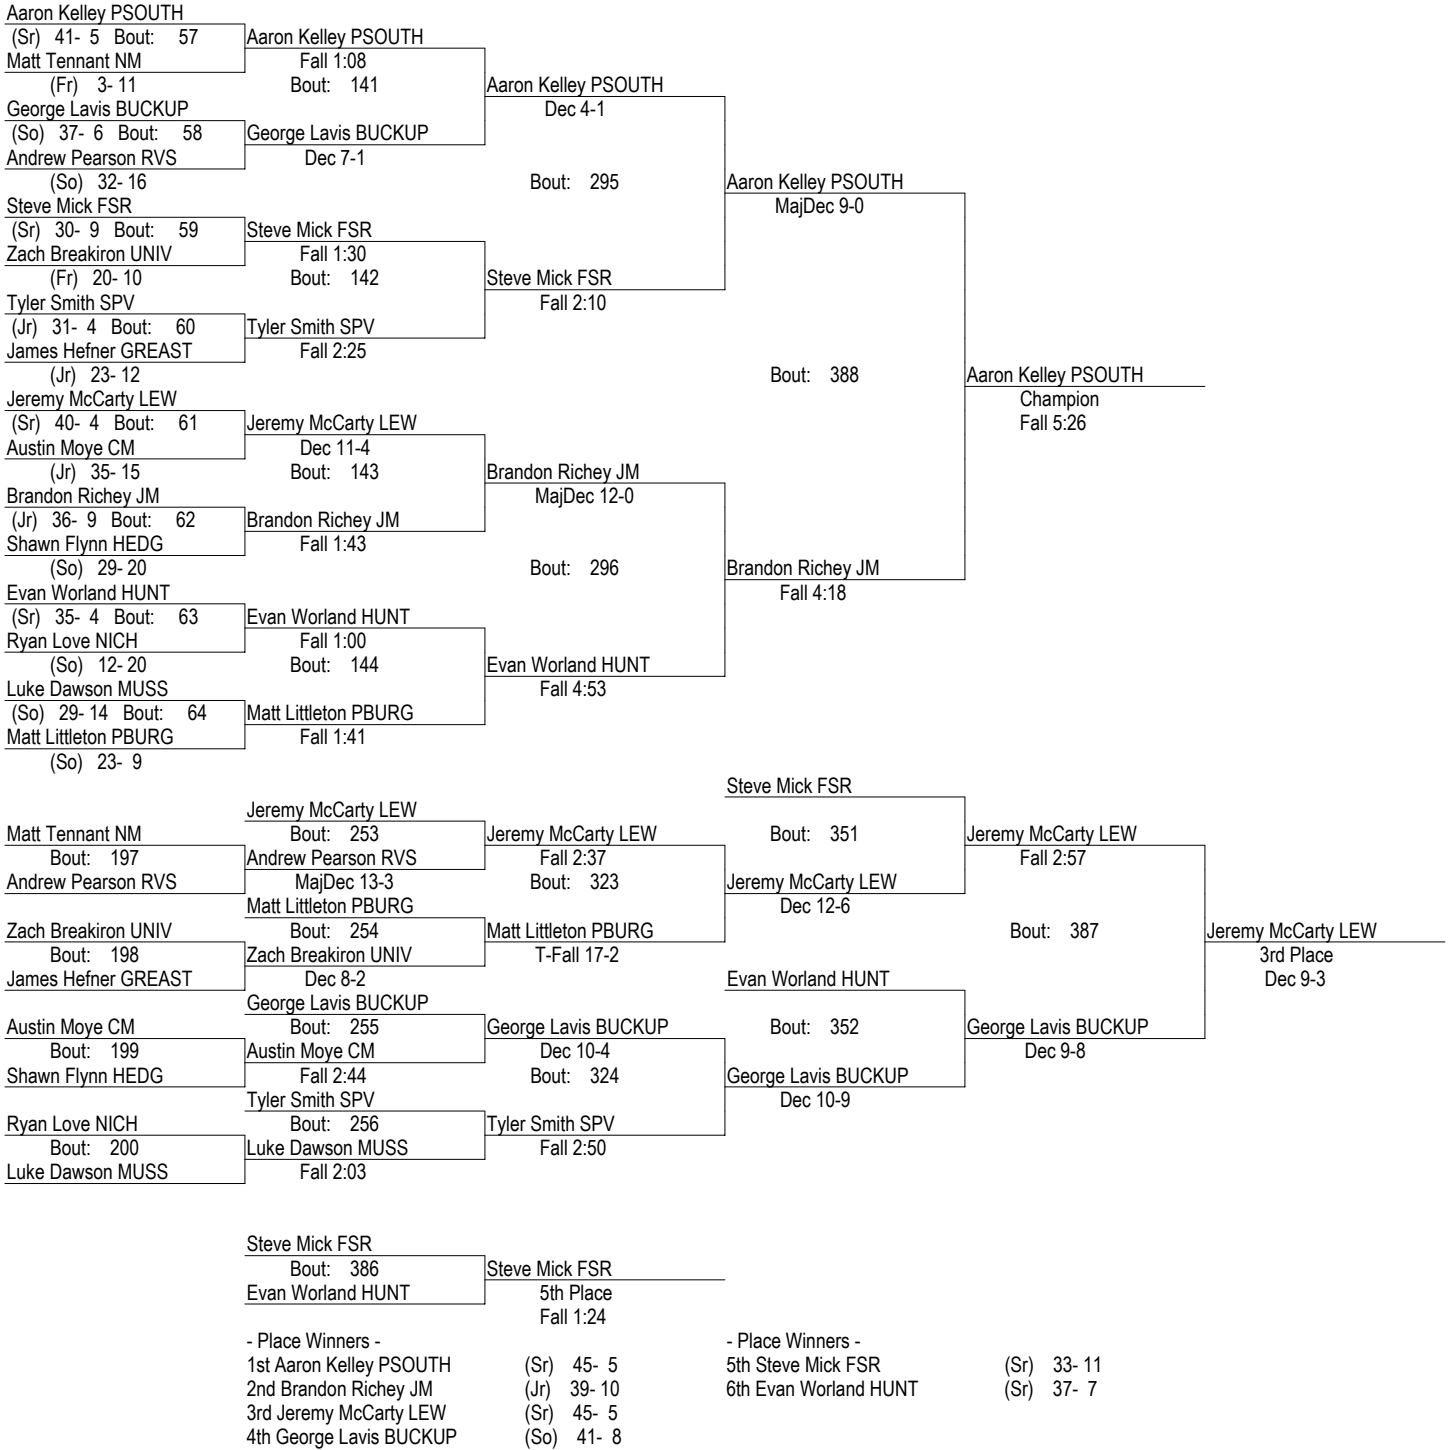 Aaron Kelley PSOUTH
(Sr) 41- 5 Bout: 57 Aaron Kelley PSOUTH
Matt Tennant NM Fall 1:08
(Fr) 3- 11 Bout: 141 Aaron Kelley PSOUTH
George Lavis BUCKUP Dec 4-1
(So) 37- 6 Bout: 58 George Lavis BUCKUP
Andrew Pearson RVS Dec 7-1
(So) 32- 16 Bout: 295 Aaron Kelley PSOUTH
Steve Mick FSR MajDec 9-0
(Sr) 30- 9 Bout: 59 Steve Mick FSR
Zach Breakiron UNIV Fall 1:30
(Fr) 20- 10 Bout: 142 Steve Mick FSR
Tyler Smith SPV Fall 2:10
(Jr) 31- 4 Bout: 60 Tyler Smith SPV
James Hefner GREAST Fall 2:25
(Jr) 23- 12 Bout: 388 Aaron Kelley PSOUTH
Jeremy McCarty LEW Champion
(Sr) 40- 4 Bout: 61 Jeremy McCarty LEW Fall 5:26
Austin Moye CM Dec 11-4
(Jr) 35- 15 Bout: 143 Brandon Richey JM
Brandon Richey JM MajDec 12-0
(Jr) 36- 9 Bout: 62 Brandon Richey JM
Shawn Flynn HEDG Fall 1:43
(So) 29- 20 Bout: 296 Brandon Richey JM
Evan Worland HUNT Fall 4:18
(Sr) 35- 4 Bout: 63 Evan Worland HUNT
Ryan Love NICH Fall 1:00
(So) 12- 20 Bout: 144 Evan Worland HUNT
Luke Dawson MUSS Fall 4:53
(So) 29- 14 Bout: 64 Matt Littleton PBURG
Matt Littleton PBURG Fall 1:41
(So) 23- 9
Steve Mick FSR
Jeremy McCarty LEW
Matt Tennant NM Bout: 253 Jeremy McCarty LEW Bout: 351 Jeremy McCarty LEW
Bout: 197 Andrew Pearson RVS Fall 2:37 Fall 2:57
Andrew Pearson RVS MajDec 13-3 Bout: 323 Jeremy McCarty LEW
Matt Littleton PBURG Dec 12-6
Zach Breakiron UNIV Bout: 254 Matt Littleton PBURG Bout: 387 Jeremy McCarty LEW
Bout: 198 Zach Breakiron UNIV T-Fall 17-2 3rd Place
James Hefner GREAST Dec 8-2 Evan Worland HUNT Dec 9-3
George Lavis BUCKUP
Austin Moye CM Bout: 255 George Lavis BUCKUP Bout: 352 George Lavis BUCKUP
Bout: 199 Austin Moye CM Dec 10-4 Dec 9-8
Shawn Flynn HEDG Fall 2:44 Bout: 324 George Lavis BUCKUP
Tyler Smith SPV Dec 10-9
Ryan Love NICH Bout: 256 Tyler Smith SPV
Bout: 200 Luke Dawson MUSS Fall 2:50
Luke Dawson MUSS Fall 2:03
Steve Mick FSR
Bout: 386 Steve Mick FSR
Evan Worland HUNT 5th Place
Fall 1:24
- Place Winners - - Place Winners -
1st Aaron Kelley PSOUTH (Sr) 45- 5 5th Steve Mick FSR (Sr) 33- 11
2nd Brandon Richey JM (Jr) 39- 10 6th Evan Worland HUNT (Sr) 37- 7
3rd Jeremy McCarty LEW (Sr) 45- 5
4th George Lavis BUCKUP (So) 41- 8